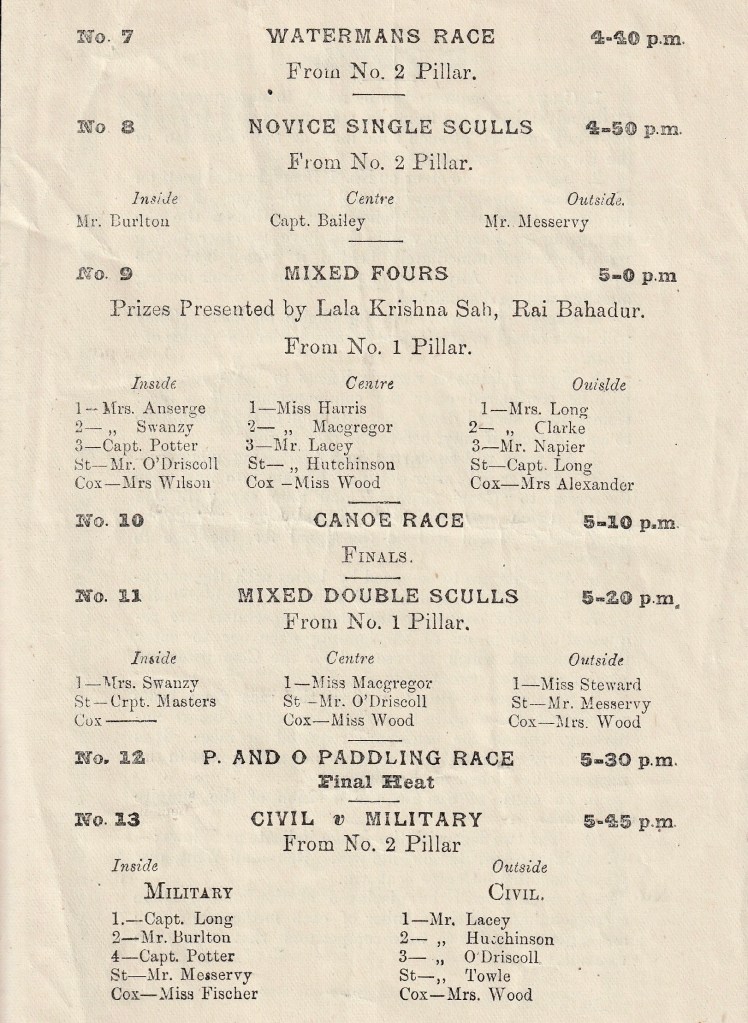 No. 7 WATERMANS RACE 4-40 p.m.
From No. 2 Pillar.
No 8 NOVICE SINGLE SCULLS 4-50 p.m.
From No. 2 Pillar.
Inside Centre Outside.
Mr. Burlton Capt. Bailey Mr. Messervy
No. 9 MIXED FOURS 5-0 p.m
Prizes Presented by Lala Krishna Sah, Rai Bahadur.
From No. 1 Pillar.
Inside Centre Ouislde
1—Mrs. Anserge 1—Miss Harris 1—Mrs. Long
2— „ Swanzy 2— „ Macgregor 2— „ Clarke
3—Capt. Potter 3—Mr. Lacey 3—Mr. Napier
St—Mr. O'Driscoll St— „ Hutchinson St—Capt. Long
Cox—Mrs Wilson Cox –Miss Wood Cox—Mrs Alexander
No. 10 CANOE RACE 5-10 p.m.
FINALS.
No. 11 MIXED DOUBLE SCULLS 5-20 p.m.
From No. 1 Pillar.
Inside Centre Outside
1—Mrs. Swanzy 1—Miss Macgregor 1—Miss Steward
St—Crpt. Masters St –Mr. O'Driscoll St—Mr. Messervy
Cox ——— Cox—Miss Wood Cox—Mrs. Wood
No. 12 P. AND O PADDLING RACE 5-30 p.m.
Final Heat
No. 13 CIVIL v MILITARY 5-45 p.m.
From No. 2 Pillar
Inside Outside
MILITARY CIVIL.
1.—Capt. Long 1—Mr. Lacey
2—Mr. Burlton 2— „ Hutchinson
4—Capt. Potter 3— „ O'Driscoll
St—Mr. Messervy St—„ Towle
Cox—Miss Fischer Cox—Mrs. Wood